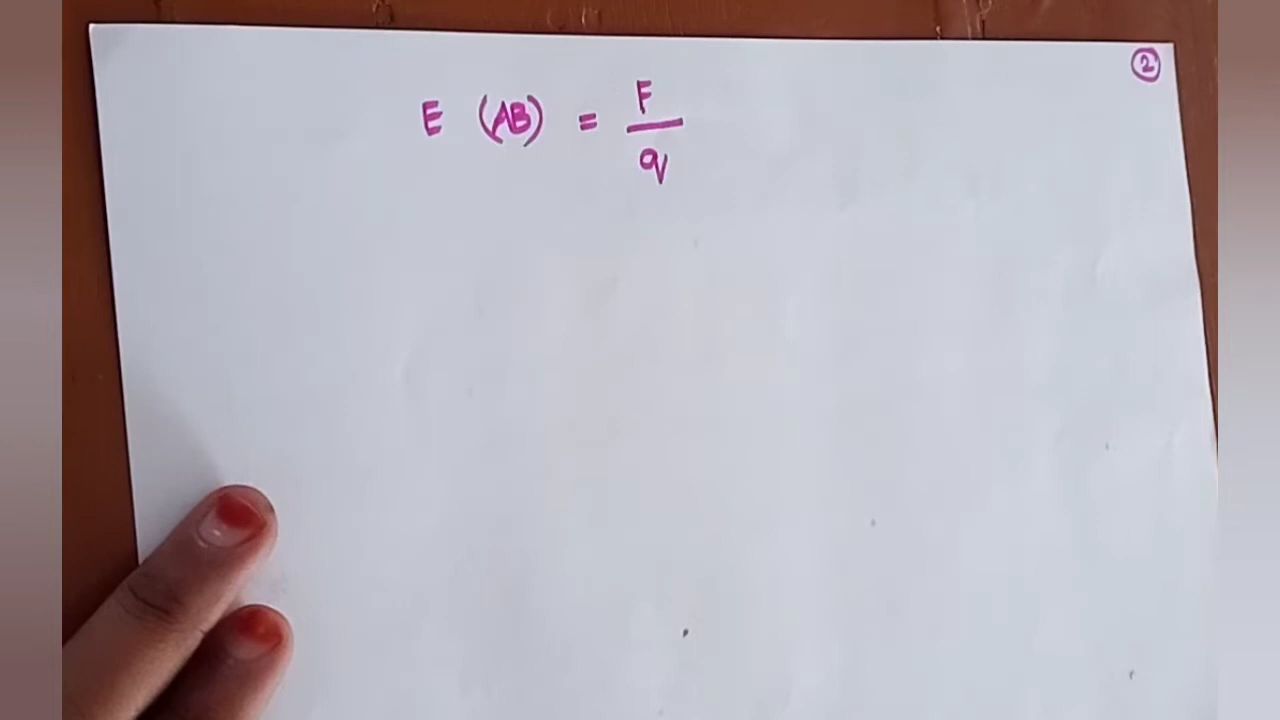 ②
E (AB) = F/q